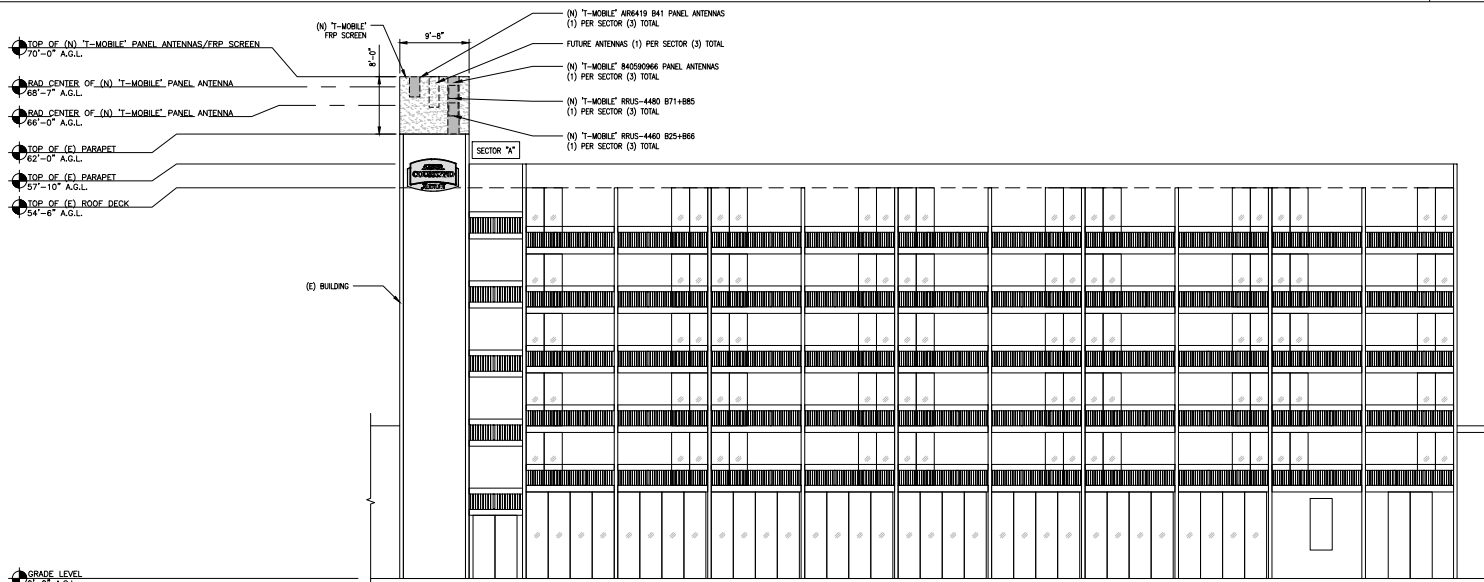 (N) 'T-MOBILE' AIR6419 B41 PANEL ANTENNAS
(1) PER SECTOR (3) TOTAL
(N) 'T-MOBILE'
FRP SCREEN
9'-8"
FUTURE ANTENNAS (1) PER SECTOR (3) TOTAL
TOP OF (N) 'T-MOBILE' PANEL ANTENNAS/FRP SCREEN
70'-0" A.G.L.
8'-0"
(N) 'T-MOBILE' 840590966 PANEL ANTENNAS
(1) PER SECTOR (3) TOTAL
RAD CENTER OF (N) 'T-MOBILE' PANEL ANTENNA
68'-7" A.G.L.
(N) 'T-MOBILE' RRUS-4480 B71+B85
(1) PER SECTOR (3) TOTAL
RAD CENTER OF (N) 'T-MOBILE' PANEL ANTENNA
66'-0" A.G.L.
(N) 'T-MOBILE' RRUS-4460 B25+B66
(1) PER SECTOR (3) TOTAL
TOP OF (E) PARAPET
62'-0" A.G.L.
SECTOR "A"
TOP OF (E) PARAPET
57'-10" A.G.L.
COURTYARD
TOP OF (E) ROOF DECK
54'-6" A.G.L.
(E) BUILDING
GRADE LEVEL